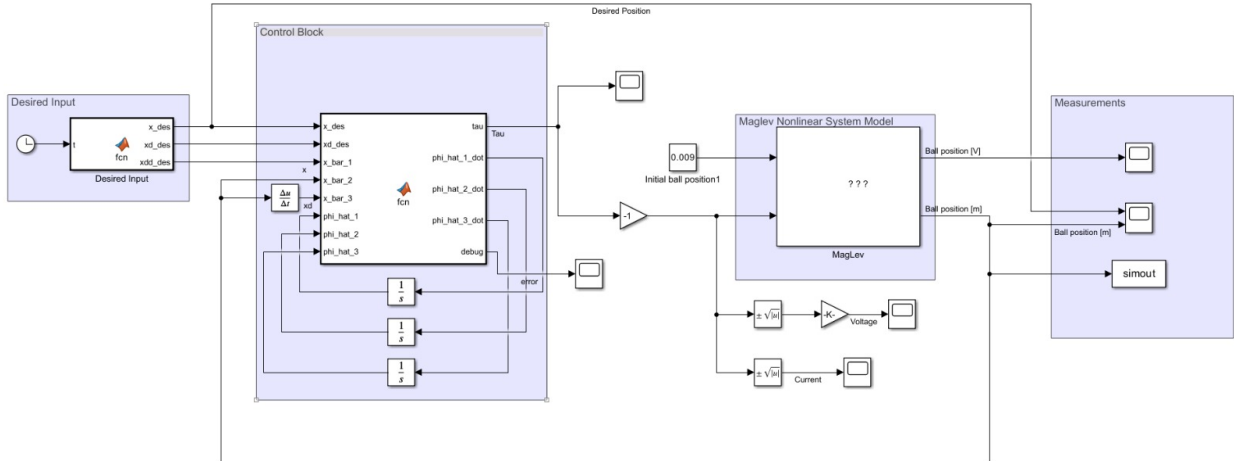 Desired Position
Control Block
Desired Input
t
fcn
x_des
xd_des
xdd_des
Desired Input
x
xd
Δu
Δt
x_des
xd_des
x_bar_1
x_bar_2
x_bar_3
phi_hat_1
phi_hat_2
phi_hat_3
fcn
tau
phi_hat_1_dot
phi_hat_2_dot
phi_hat_3_dot
debug
Tau
error
1
s
1
s
1
s
-1
0.009
Initial ball position1
Maglev Nonlinear System Model
? ? ?
MagLev
Ball position [V]
Ball position [m]
± √|u|
-K-
Voltage
± √|u|
Current
Measurements
Ball position [m]
simout